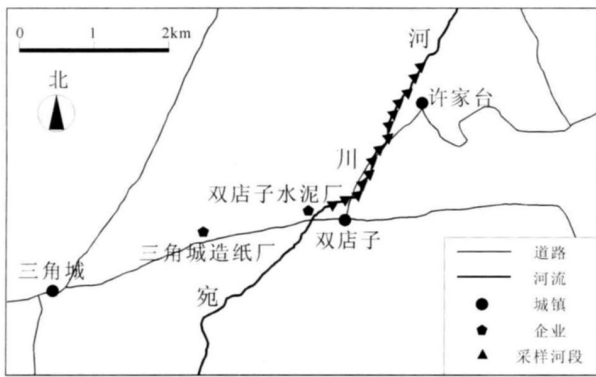 0 1 2km
北
河
许家台
川
双店子水泥厂
三角城造纸厂
双店子
三角城
宛
道路
河流
城镇
企业
采样河段